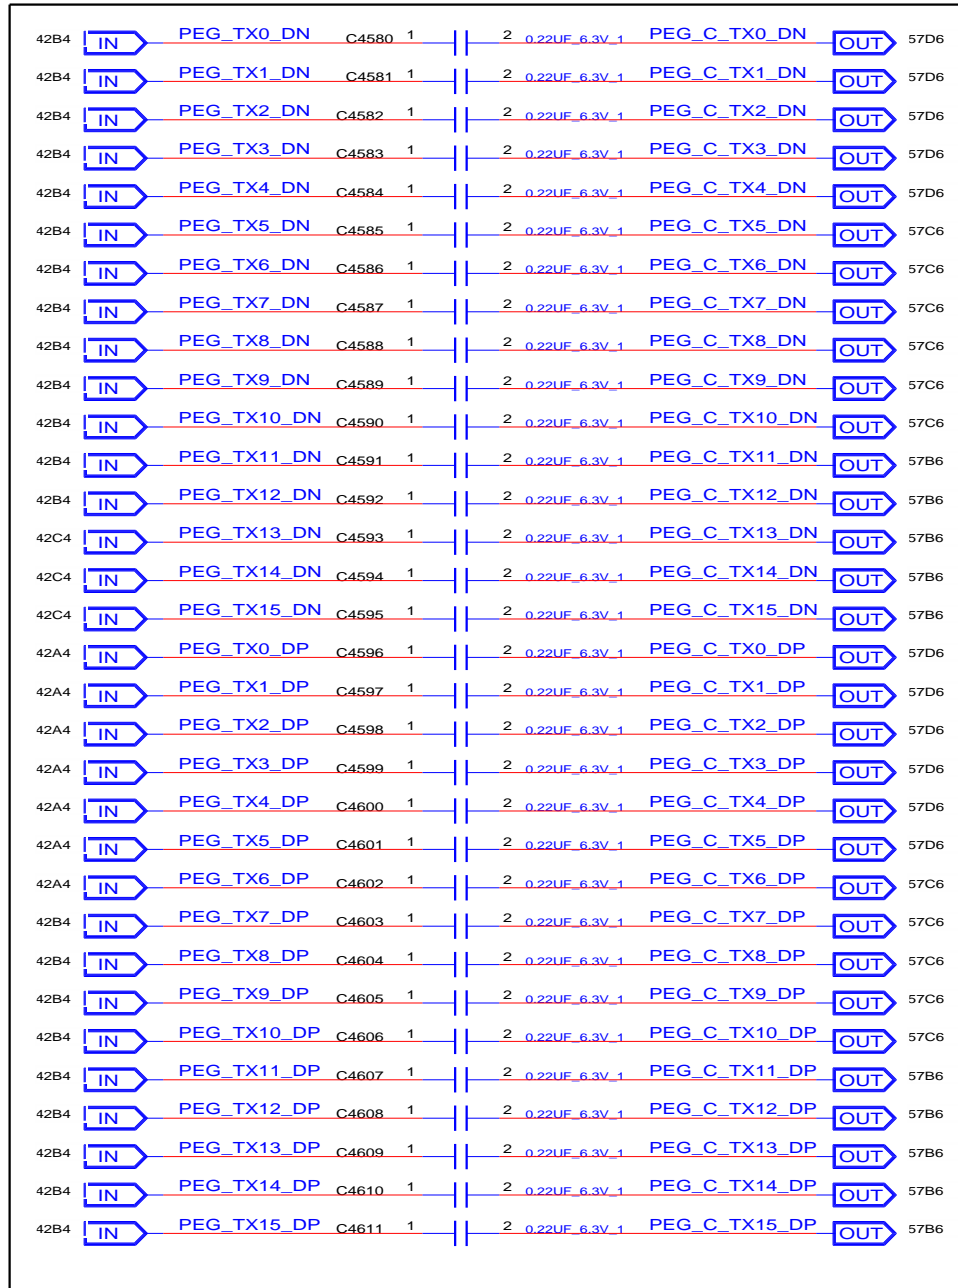 42B4 IN PEG_TX0_DN C4580 1 2 0.22UF_6.3V_1 PEG_C_TX0_DN OUT 57D6
42B4 IN PEG_TX1_DN C4581 1 2 0.22UF_6.3V_1 PEG_C_TX1_DN OUT 57D6
42B4 IN PEG_TX2_DN C4582 1 2 0.22UF_6.3V_1 PEG_C_TX2_DN OUT 57D6
42B4 IN PEG_TX3_DN C4583 1 2 0.22UF_6.3V_1 PEG_C_TX3_DN OUT 57D6
42B4 IN PEG_TX4_DN C4584 1 2 0.22UF_6.3V_1 PEG_C_TX4_DN OUT 57D6
42B4 IN PEG_TX5_DN C4585 1 2 0.22UF_6.3V_1 PEG_C_TX5_DN OUT 57C6
42B4 IN PEG_TX6_DN C4586 1 2 0.22UF_6.3V_1 PEG_C_TX6_DN OUT 57C6
42B4 IN PEG_TX7_DN C4587 1 2 0.22UF_6.3V_1 PEG_C_TX7_DN OUT 57C6
42B4 IN PEG_TX8_DN C4588 1 2 0.22UF_6.3V_1 PEG_C_TX8_DN OUT 57C6
42B4 IN PEG_TX9_DN C4589 1 2 0.22UF_6.3V_1 PEG_C_TX9_DN OUT 57C6
42B4 IN PEG_TX10_DN C4590 1 2 0.22UF_6.3V_1 PEG_C_TX10_DN OUT 57C6
42B4 IN PEG_TX11_DN C4591 1 2 0.22UF_6.3V_1 PEG_C_TX11_DN OUT 57B6
42B4 IN PEG_TX12_DN C4592 1 2 0.22UF_6.3V_1 PEG_C_TX12_DN OUT 57B6
42C4 IN PEG_TX13_DN C4593 1 2 0.22UF_6.3V_1 PEG_C_TX13_DN OUT 57B6
42C4 IN PEG_TX14_DN C4594 1 2 0.22UF_6.3V_1 PEG_C_TX14_DN OUT 57B6
42C4 IN PEG_TX15_DN C4595 1 2 0.22UF_6.3V_1 PEG_C_TX15_DN OUT 57B6
42A4 IN PEG_TX0_DP C4596 1 2 0.22UF_6.3V_1 PEG_C_TX0_DP OUT 57D6
42A4 IN PEG_TX1_DP C4597 1 2 0.22UF_6.3V_1 PEG_C_TX1_DP OUT 57D6
42A4 IN PEG_TX2_DP C4598 1 2 0.22UF_6.3V_1 PEG_C_TX2_DP OUT 57D6
42A4 IN PEG_TX3_DP C4599 1 2 0.22UF_6.3V_1 PEG_C_TX3_DP OUT 57D6
42A4 IN PEG_TX4_DP C4600 1 2 0.22UF_6.3V_1 PEG_C_TX4_DP OUT 57D6
42A4 IN PEG_TX5_DP C4601 1 2 0.22UF_6.3V_1 PEG_C_TX5_DP OUT 57D6
42A4 IN PEG_TX6_DP C4602 1 2 0.22UF_6.3V_1 PEG_C_TX6_DP OUT 57C6
42B4 IN PEG_TX7_DP C4603 1 2 0.22UF_6.3V_1 PEG_C_TX7_DP OUT 57C6
42B4 IN PEG_TX8_DP C4604 1 2 0.22UF_6.3V_1 PEG_C_TX8_DP OUT 57C6
42B4 IN PEG_TX9_DP C4605 1 2 0.22UF_6.3V_1 PEG_C_TX9_DP OUT 57C6
42B4 IN PEG_TX10_DP C4606 1 2 0.22UF_6.3V_1 PEG_C_TX10_DP OUT 57C6
42B4 IN PEG_TX11_DP C4607 1 2 0.22UF_6.3V_1 PEG_C_TX11_DP OUT 57B6
42B4 IN PEG_TX12_DP C4608 1 2 0.22UF_6.3V_1 PEG_C_TX12_DP OUT 57B6
42B4 IN PEG_TX13_DP C4609 1 2 0.22UF_6.3V_1 PEG_C_TX13_DP OUT 57B6
42B4 IN PEG_TX14_DP C4610 1 2 0.22UF_6.3V_1 PEG_C_TX14_DP OUT 57B6
42B4 IN PEG_TX15_DP C4611 1 2 0.22UF_6.3V_1 PEG_C_TX15_DP OUT 57B6